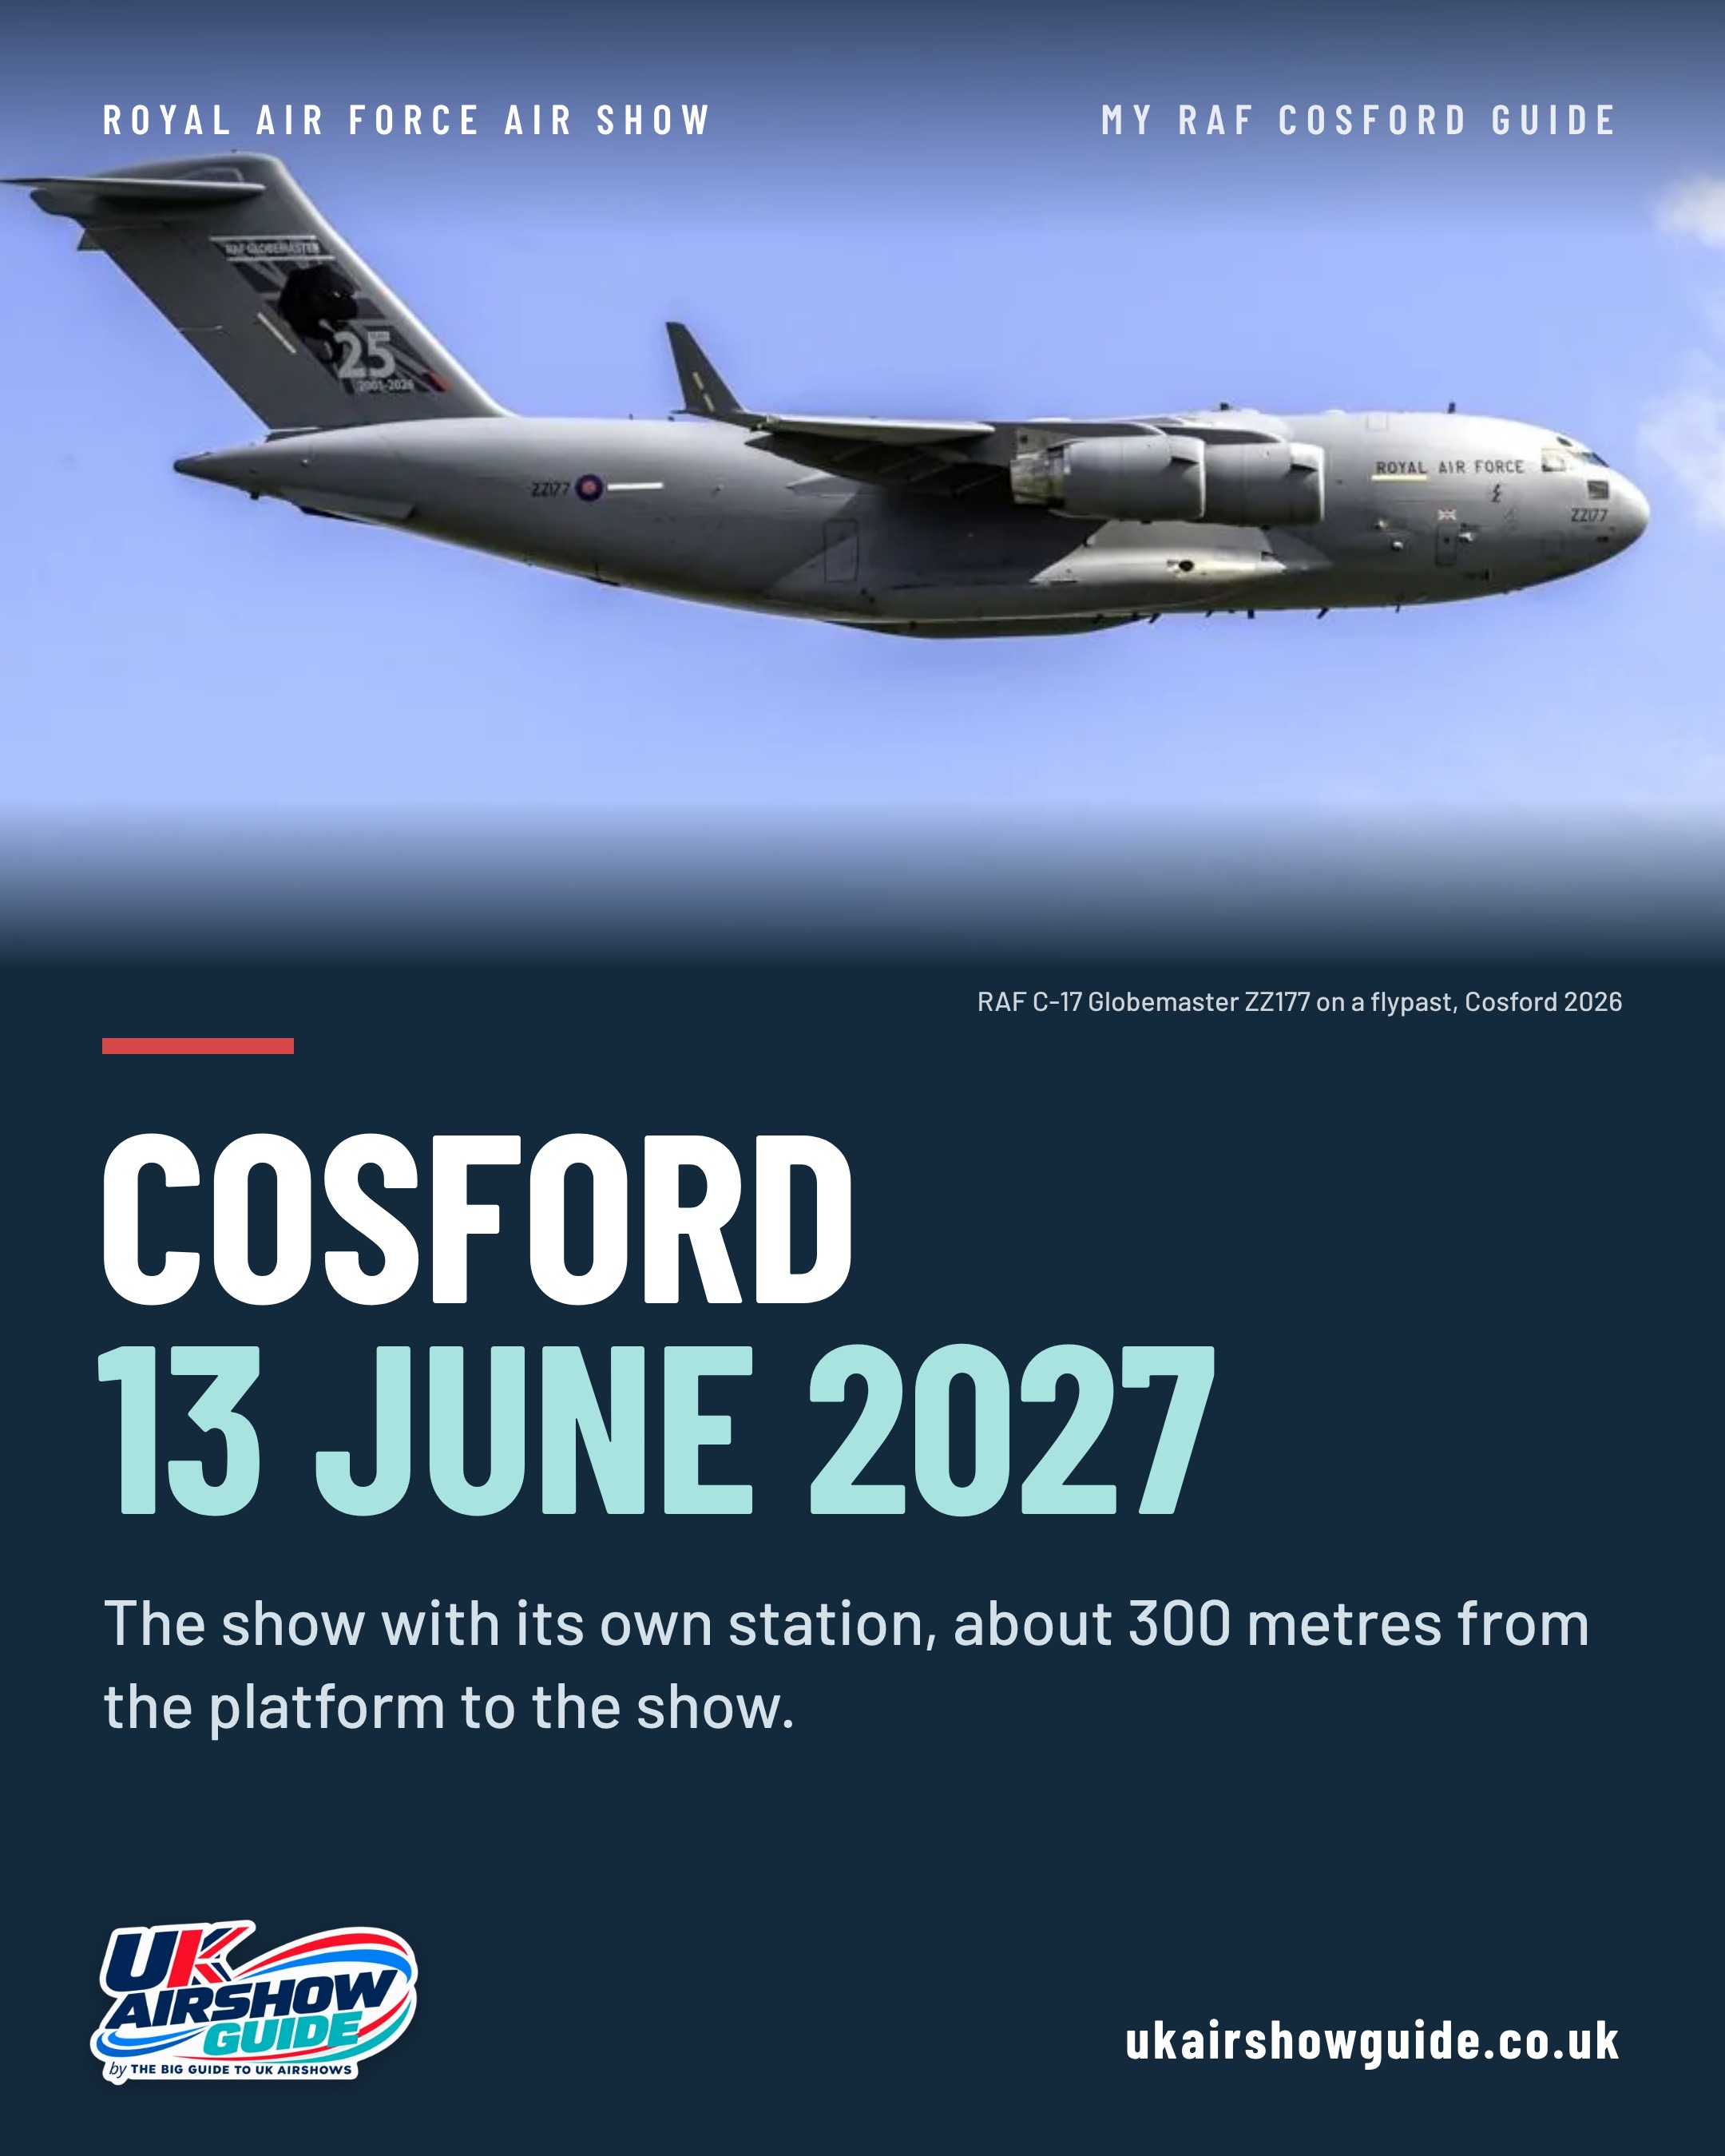 ROYAL AIR FORCE AIR SHOW
MY RAF COSFORD GUIDE
RAF GLOBEMASTER
25
2001-2026
ZZ177
ROYAL AIR FORCE
ZZ177
RAF C-17 Globemaster ZZ177 on a flypast, Cosford 2026
COSFORD
13 JUNE 2027
The show with its own station, about 300 metres from
the platform to the show.
UK
AIRSHOW
GUIDE
by THE BIG GUIDE TO UK AIRSHOWS
ukairshowguide.co.uk